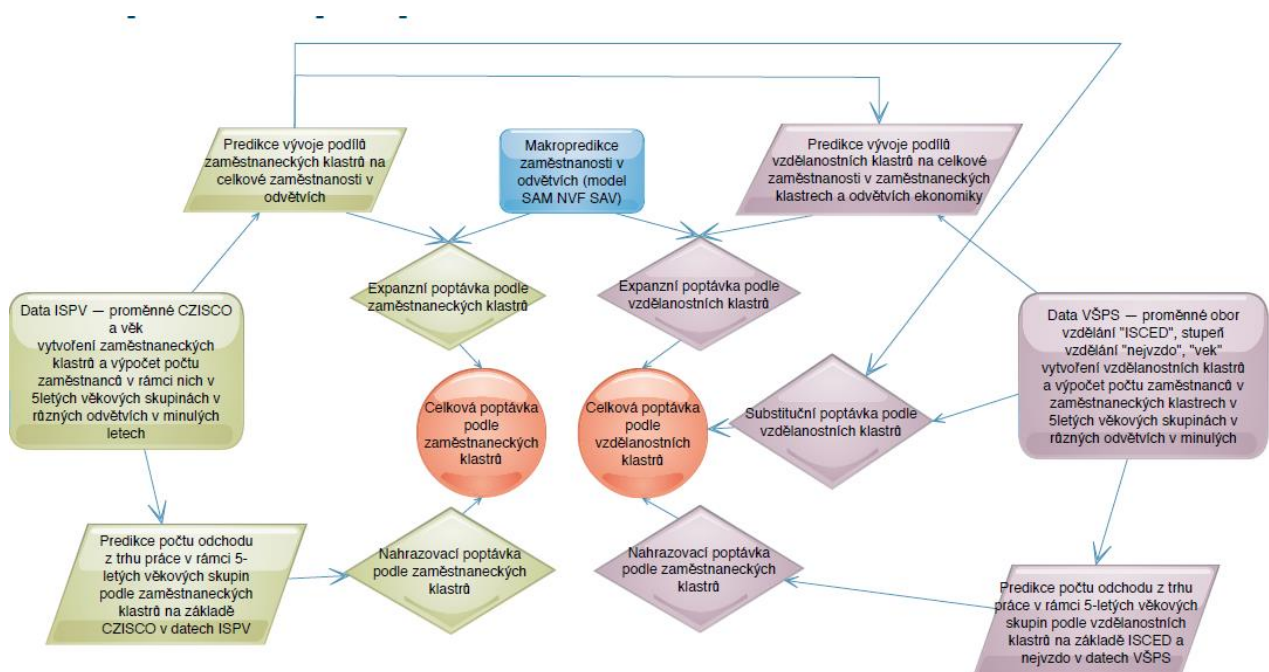 Predikce vývoje podílů
zaměstnaneckých klastrů na
celkové zaměstnanosti v
odvětvích
Makropredikce
zaměstnanosti v
odvětvích (model
SAM NVF SAV)
Predikce vývoje podílů
vzdělanostních klastrů na celkové
zaměstnanosti v zaměstnaneckých
klastrech a odvětvích ekonomiky
Expanzní poptávka podle
zaměstnaneckých klastrů
Expanzní poptávka podle
vzdělanostních klastrů
Data ISPV — proměnné CZISCO
a věk
vytvoření zaměstnaneckých
klastrů a výpočet počtu
zaměstnanců v rámci nich v
5letých věkových skupinách v
různých odvětvích v minulých
letech
Celková poptávka
podle
zaměstnaneckých
klastrů
Celková poptávka
podle
vzdělanostních
klastrů
Substituční poptávka podle
vzdělanostních klastrů
Data VŠPS — proměnné obor
vzdělání "ISCED", stupeň
vzdělání "nejvzdo", "vek"
vytvoření vzdělanostních klastrů
a výpočet počtu zaměstnanců v
zaměstnaneckých klastrech v
5letých věkových skupinách v
různých odvětvích v minulých
Predikce počtu odchodu
z trhu práce v rámci 5-
letých věkových skupin
podle zaměstnaneckých
klastrů na základě
CZISCO v datech ISPV
Nahrazovací poptávka
podle zaměstnaneckých
klastrů
Nahrazovací poptávka
podle zaměstnaneckých
klastrů
Predikce počtu odchodu z trhu
práce v rámci 5-letých věkových
skupin podle vzdělanostních
klastrů na základě ISCED a
nejvzdo v datech VŠPS